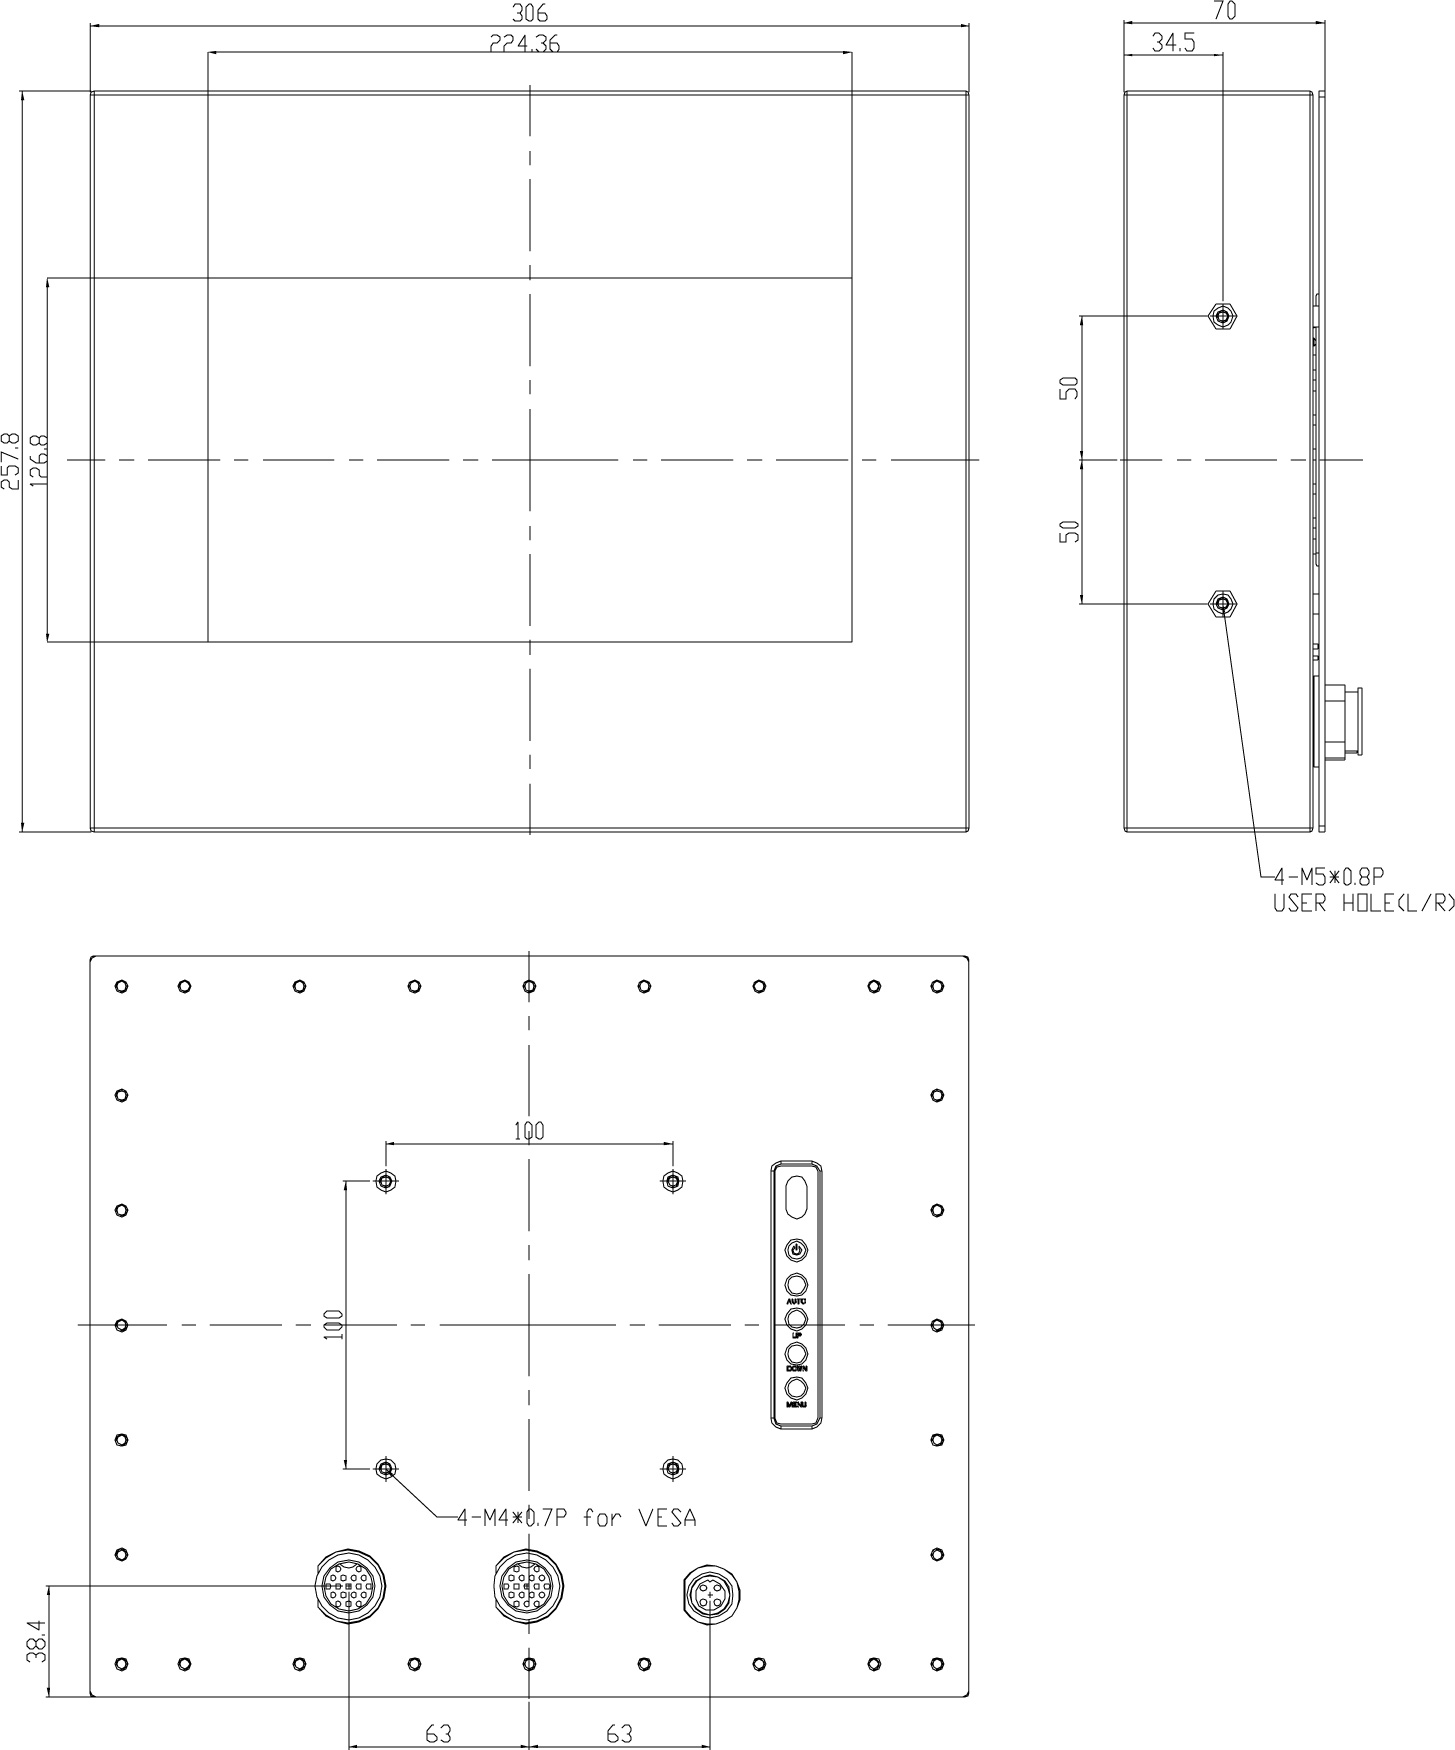 306
224.36
70
34.5
257.8
126.8
50
50
4-M5*0.8P
USER HOLE(L/R)
100
100
AUTO
UP
DOWN
MENU
4-M4*0.7P for VESA
38.4
63
63